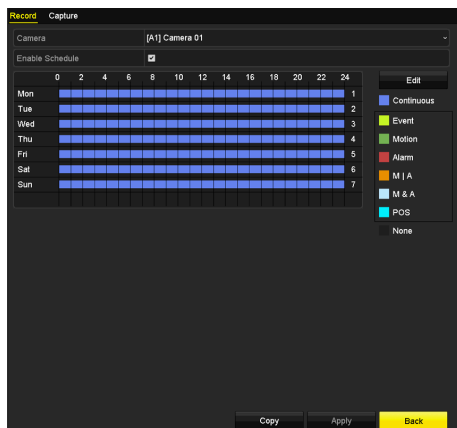 Record Capture
Camera [A1] Camera 01
Enable Schedule
0 2 4 6 8 10 12 14 16 18 20 22 24
Edit
Mon 1
Tue 2
Wed 3
Thu 4
Fri 5
Sat 6
Sun 7
Continuous
Event
Motion
Alarm
M | A
M & A
POS
None
Copy Apply Back